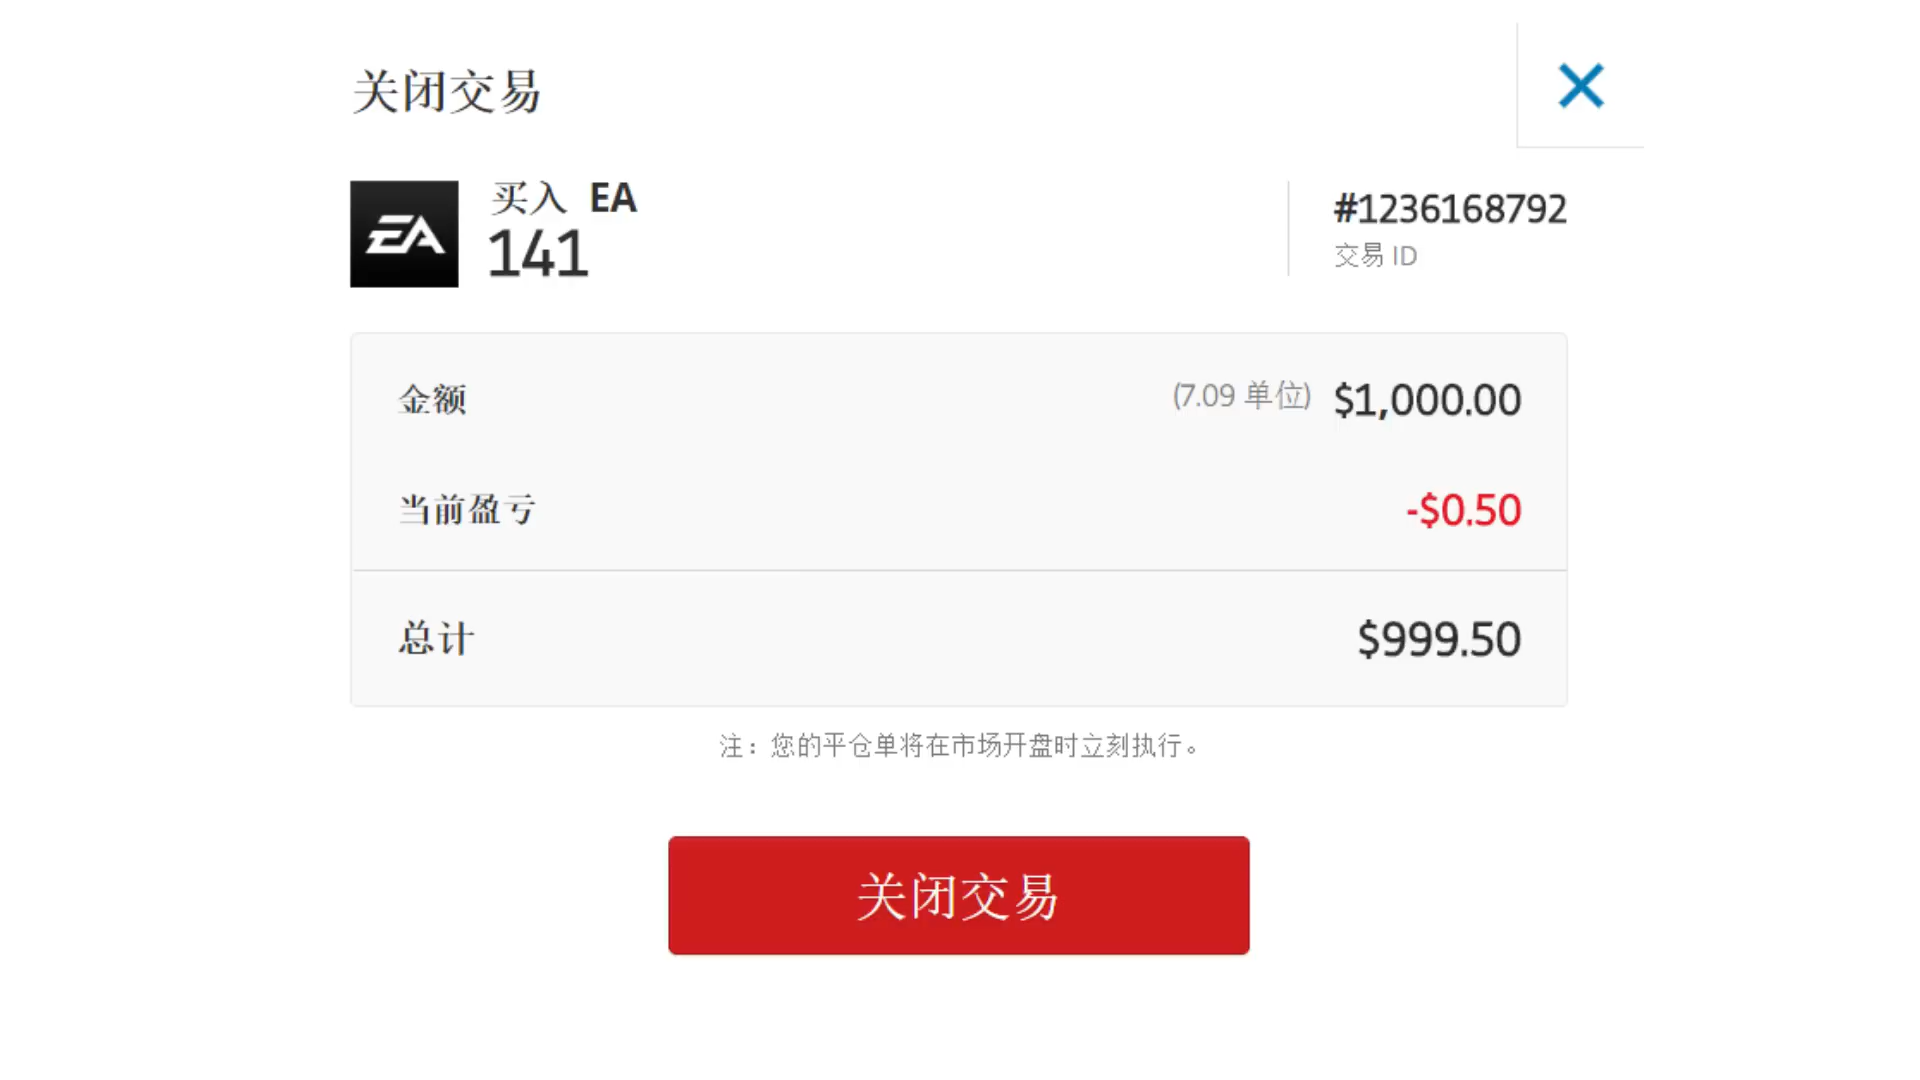 关闭交易
EA
买入 EA
141
#1236168792
交易 ID
金额 (7.09 单位) $1,000.00
当前盈亏 -$0.50
总计 $999.50
注：您的平仓单将在市场开盘时立刻执行。
关闭交易